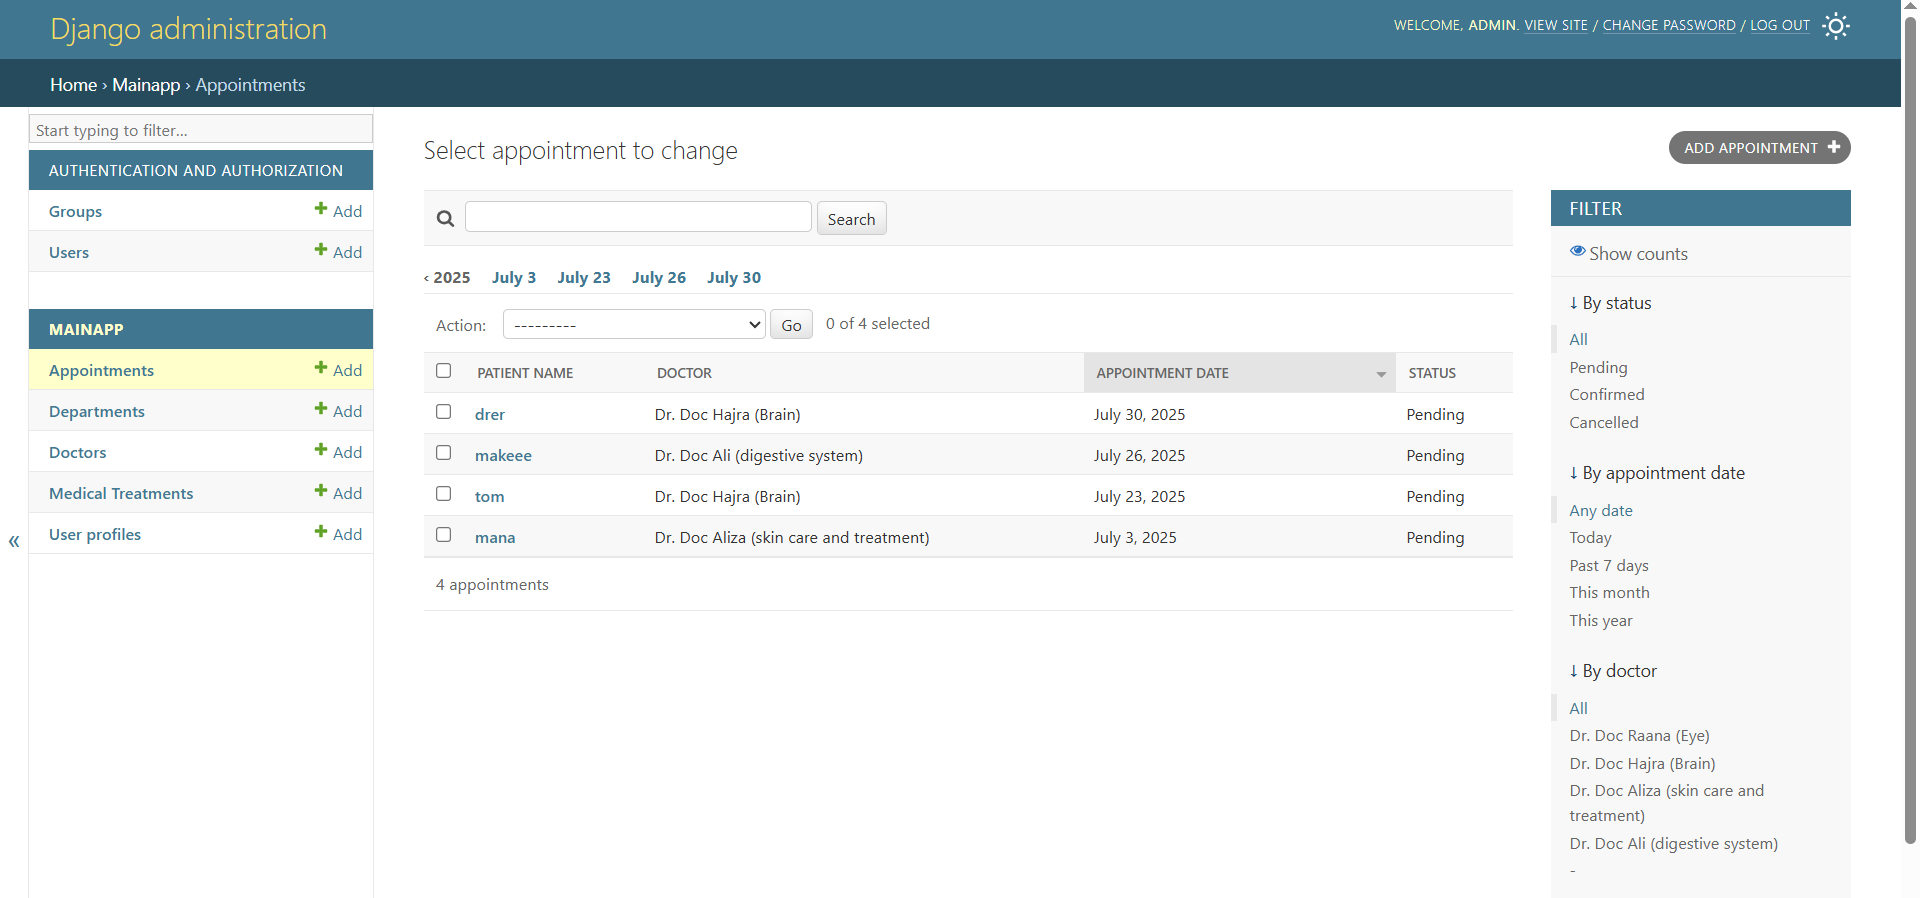 Django administration
WELCOME, ADMIN. VIEW SITE / CHANGE PASSWORD / LOG OUT
Home › Mainapp › Appointments
Start typing to filter...
AUTHENTICATION AND AUTHORIZATION
Groups Add
Users Add
MAINAPP
Appointments Add
Departments Add
Doctors Add
Medical Treatments Add
User profiles Add
«
Select appointment to change
ADD APPOINTMENT +
Search
‹ 2025 July 3 July 23 July 26 July 30
Action: --------- Go 0 of 4 selected
PATIENT NAME DOCTOR APPOINTMENT DATE STATUS
drer Dr. Doc Hajra (Brain) July 30, 2025 Pending
makeee Dr. Doc Ali (digestive system) July 26, 2025 Pending
tom Dr. Doc Hajra (Brain) July 23, 2025 Pending
mana Dr. Doc Aliza (skin care and treatment) July 3, 2025 Pending
4 appointments
FILTER
Show counts
↓ By status
All
Pending
Confirmed
Cancelled
↓ By appointment date
Any date
Today
Past 7 days
This month
This year
↓ By doctor
All
Dr. Doc Raana (Eye)
Dr. Doc Hajra (Brain)
Dr. Doc Aliza (skin care and
treatment)
Dr. Doc Ali (digestive system)
-